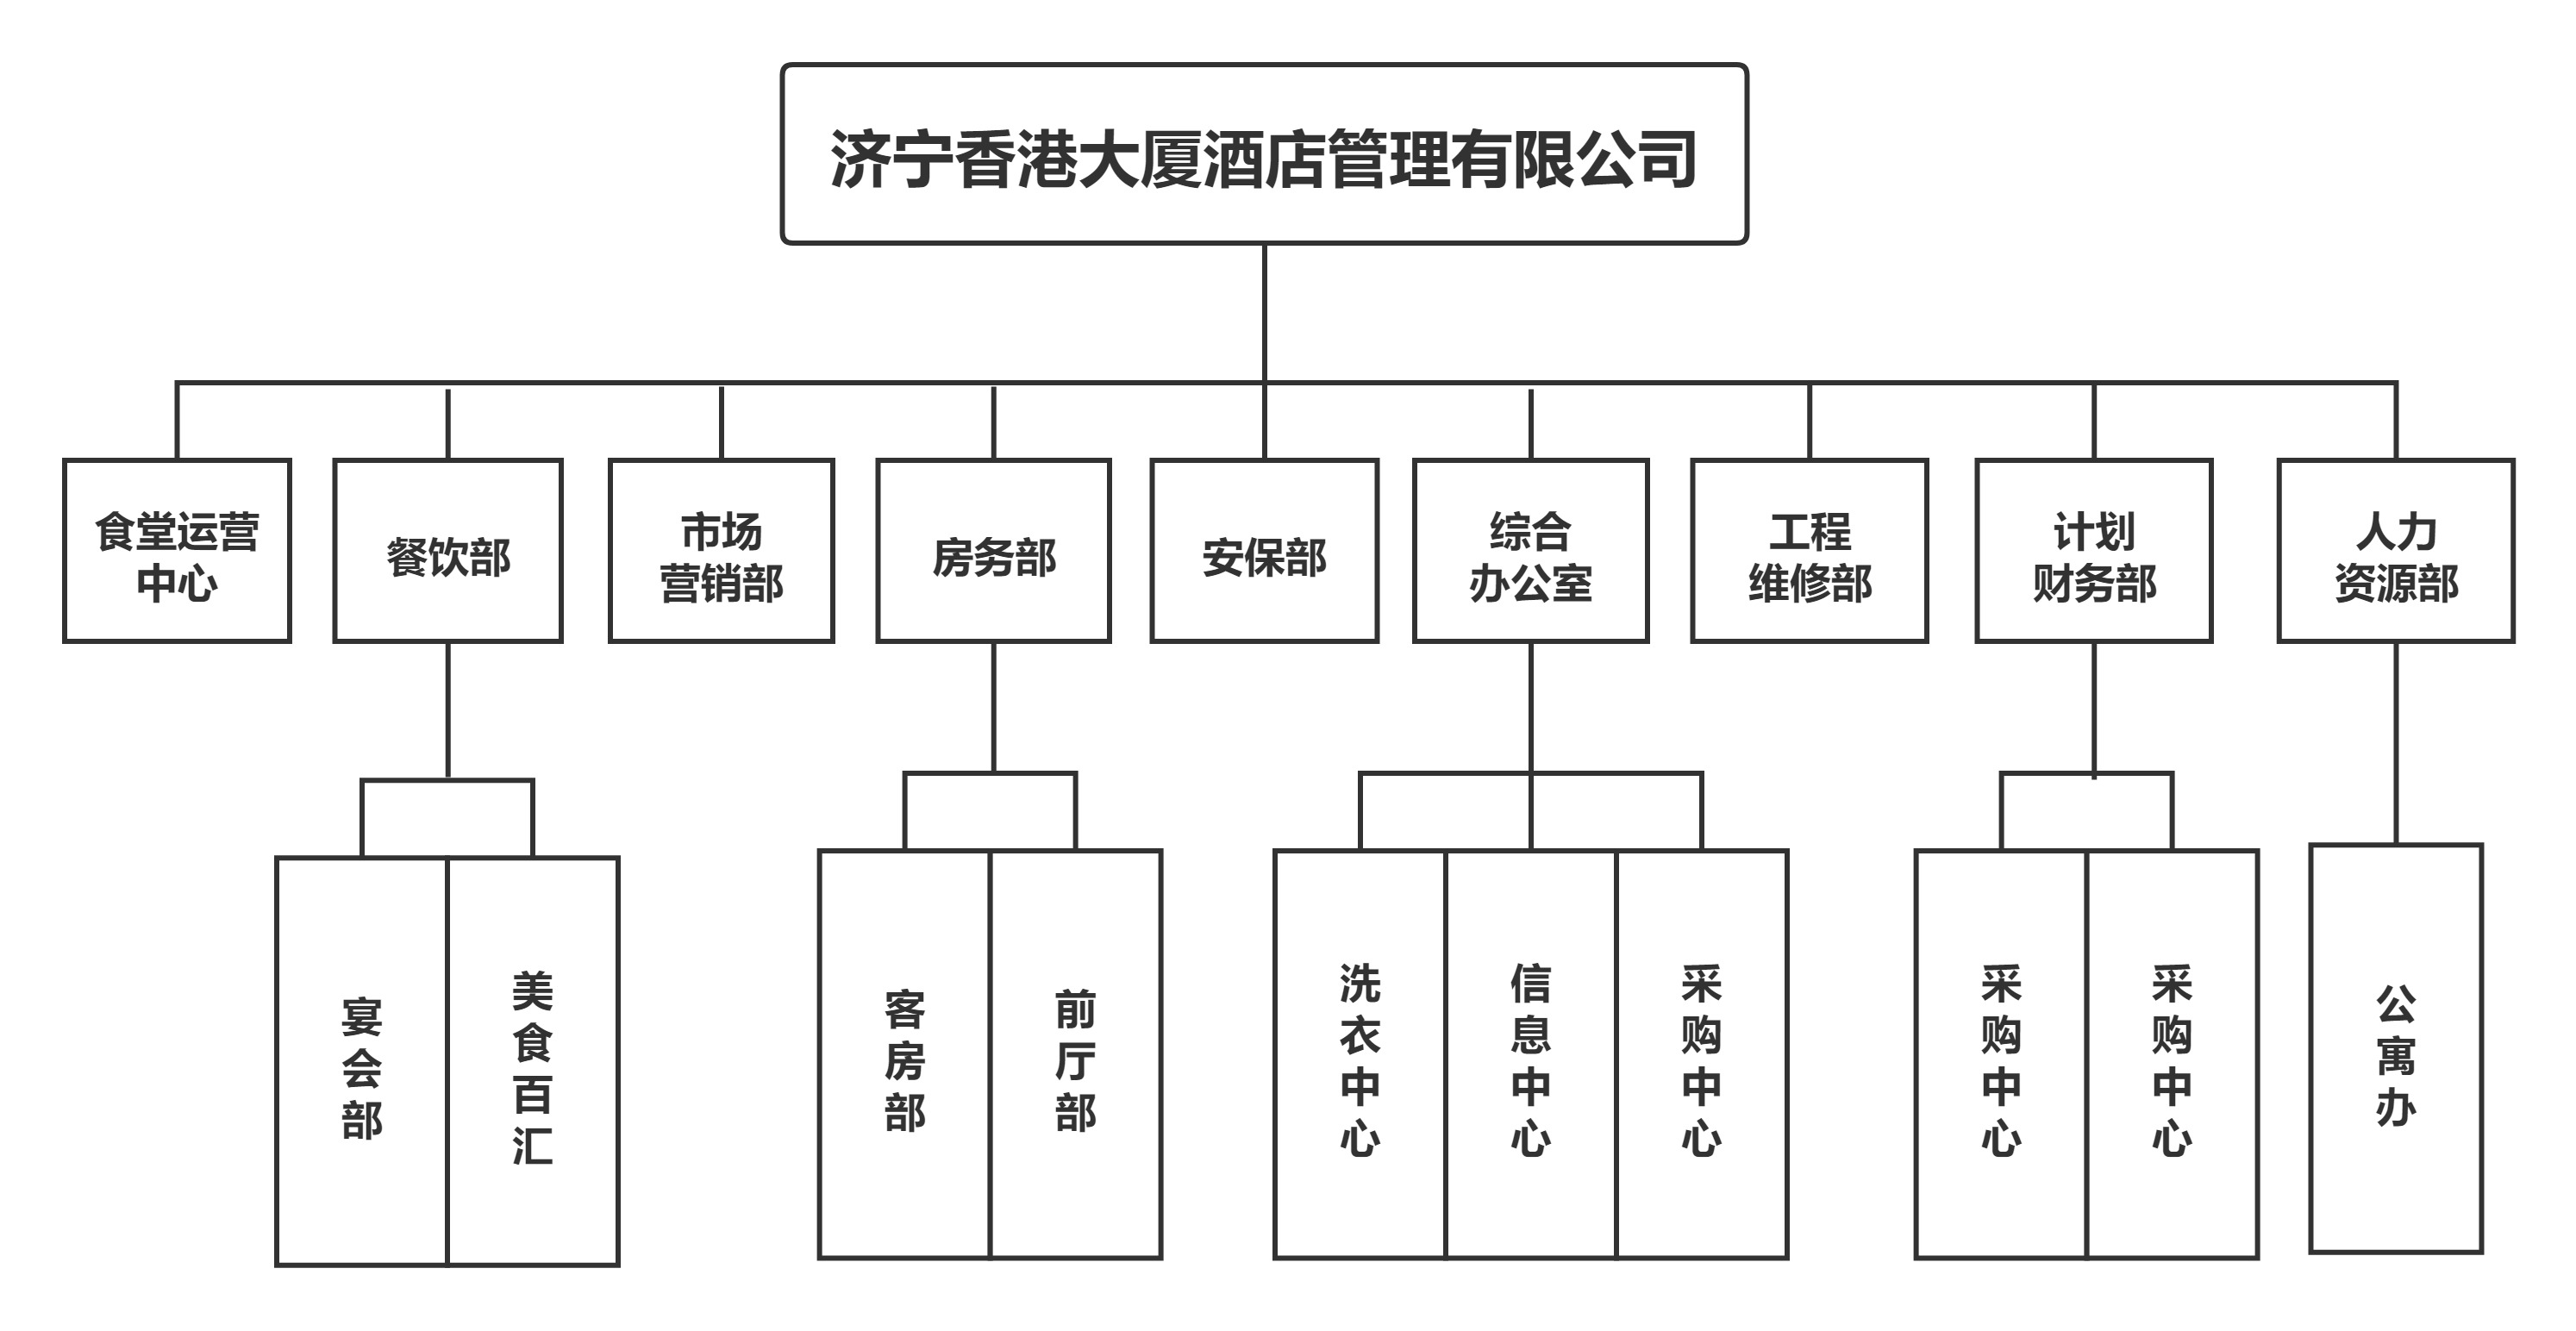 济宁香港大厦酒店管理有限公司
食堂运营
中心
餐饮部
市场
营销部
房务部
安保部
综合
办公室
工程
维修部
计划
财务部
人力
资源部
宴会部
美食百汇
客房部
前厅部
洗衣中心
信息中心
采购中心
采购中心
采购中心
公寓办